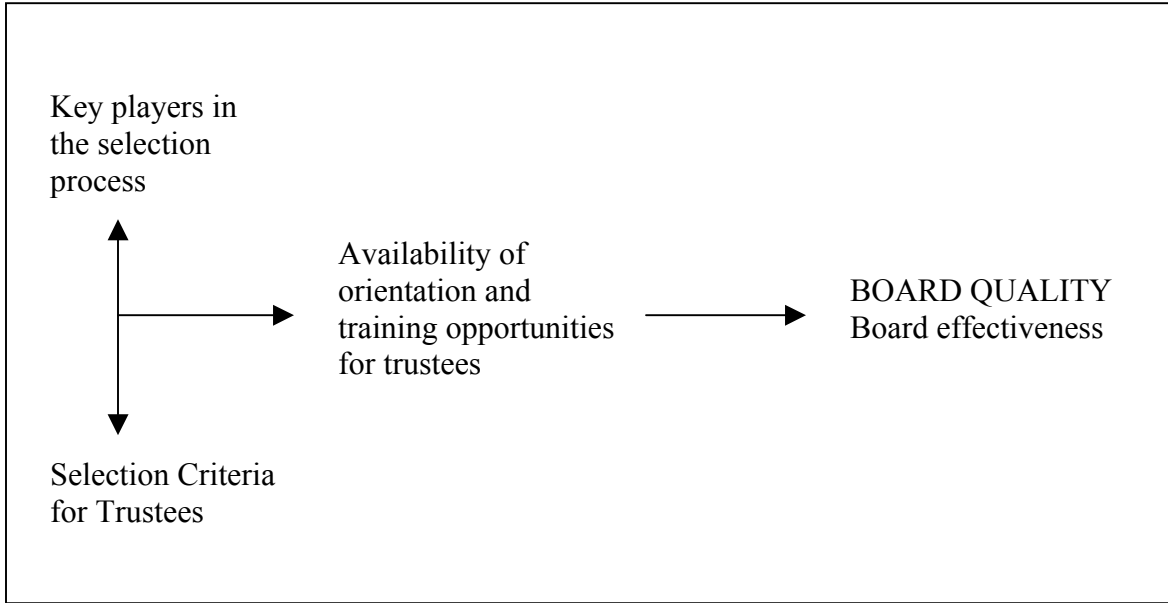 Key players in
the selection
process
Availability of
orientation and
training opportunities
for trustees
BOARD QUALITY
Board effectiveness
Selection Criteria
for Trustees